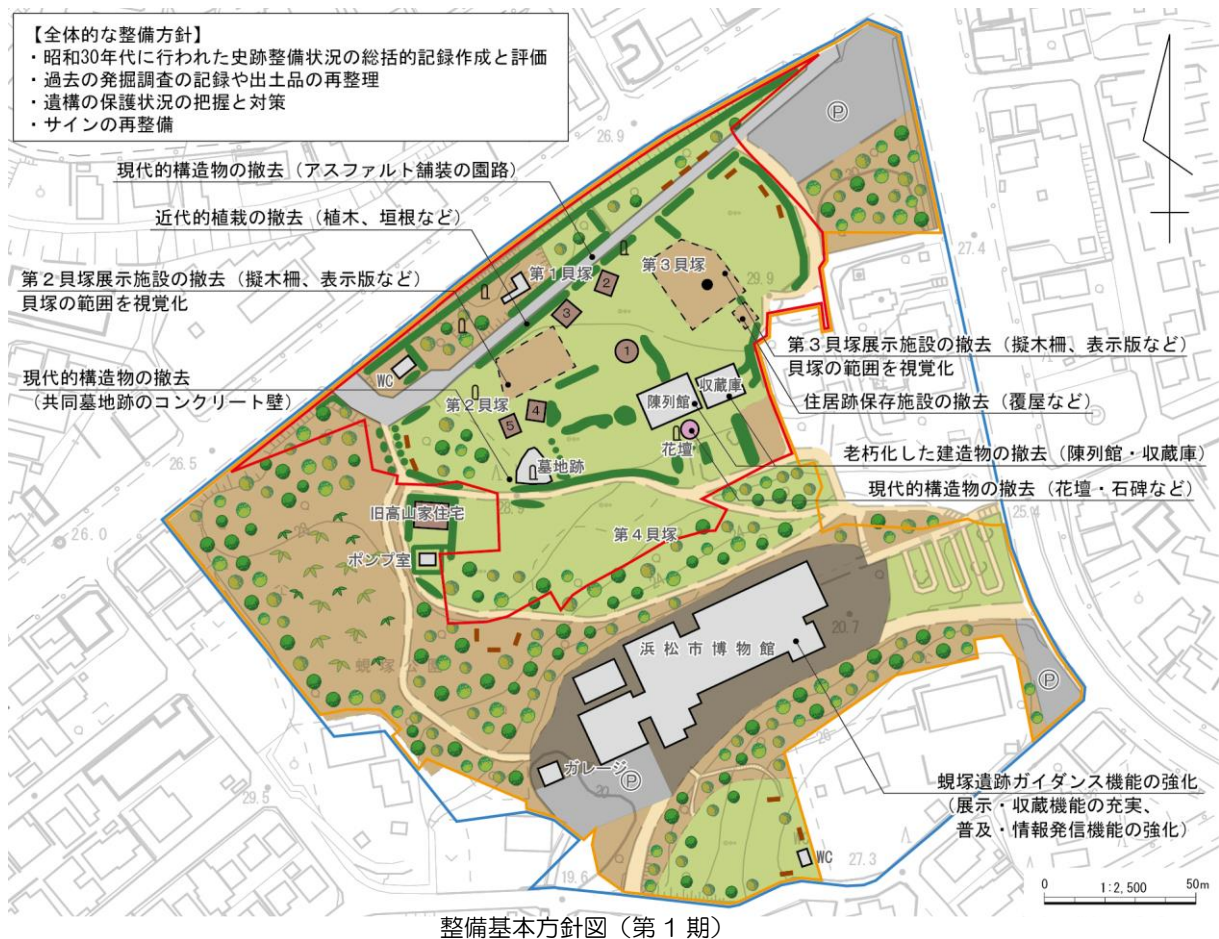 【全体的な整備方針】
・昭和30年代に行われた史跡整備状況の総括的記録作成と評価
・過去の発掘調査の記録や出土品の再整理
・遺構の保護状況の把握と対策
・サインの再整備
P
26.9
現代的構造物の撤去（アスファルト舗装の園路）
近代的植栽の撤去（植木、垣根など）
27.4
第２貝塚展示施設の撤去（擬木柵、表示版など）
貝塚の範囲を視覚化
第１貝塚
2
第３貝塚
29.9
3
第３貝塚展示施設の撤去（擬木柵、表示版など）
貝塚の範囲を視覚化
1
WC
現代的構造物の撤去
（共同墓地跡のコンクリート壁）
収蔵庫
陳列館
住居跡保存施設の撤去（覆屋など）
第２貝塚
4
5
花壇
老朽化した建造物の撤去（陳列館・収蔵庫）
26.5
墓地跡
現代的構造物の撤去（花壇・石碑など）
旧高山家住宅
26.0
第４貝塚
25.4
ポンプ室
20.7
浜松市博物館
蜆塚公園
P
ガレージ
P
29.5
20
26
蜆塚遺跡ガイダンス機能の強化
（展示・収蔵機能の充実、
普及・情報発信機能の強化）
WC
27.3
19.6
0
1:2,500
50m
整備基本方針図（第１期）